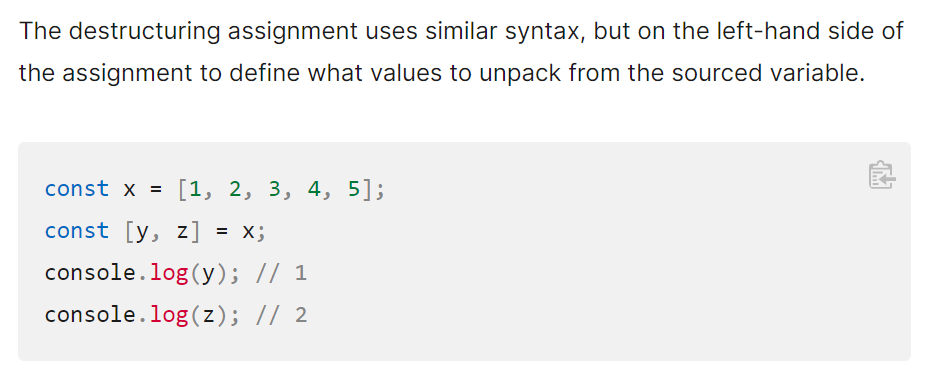 The destructuring assignment uses similar syntax, but on the left-hand side of
the assignment to define what values to unpack from the sourced variable.
const x = [1, 2, 3, 4, 5];
const [y, z] = x;
console.log(y); // 1
console.log(z); // 2